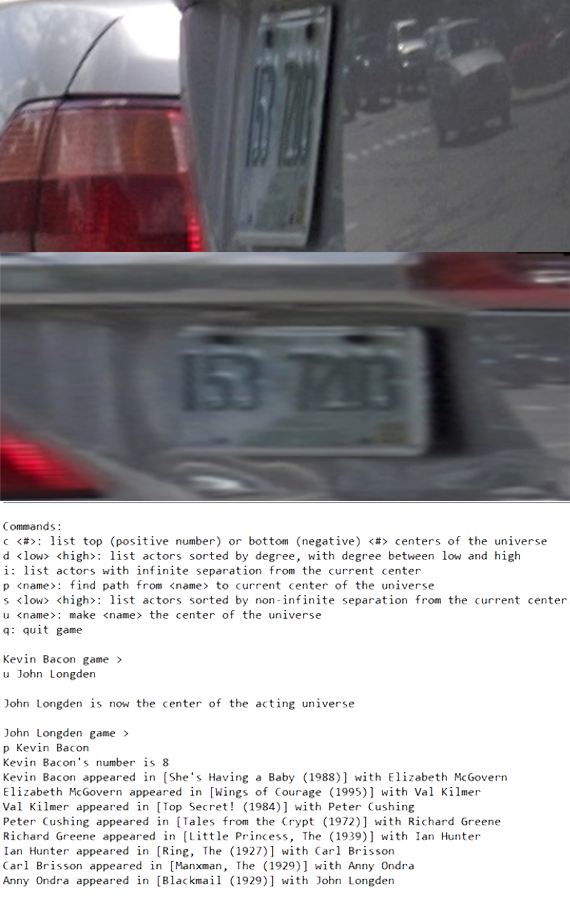 153
Commands:
c <#>: list top (positive number) or bottom (negative) <#> centers of the universe
d <low> <high>: list actors sorted by degree, with degree between low and high
i: list actors with infinite separation from the current center
p <name>: find path from <name> to current center of the universe
s <low> <high>: list actors sorted by non-infinite separation from the current center
u <name>: make <name> the center of the universe
q: quit game
Kevin Bacon game >
u John Longden
John Longden is now the center of the acting universe
John Longden game >
p Kevin Bacon
Kevin Bacon's number is 8
Kevin Bacon appeared in [She's Having a Baby (1988)] with Elizabeth McGovern
Elizabeth McGovern appeared in [Wings of Courage (1995)] with Val Kilmer
Val Kilmer appeared in [Top Secret! (1984)] with Peter Cushing
Peter Cushing appeared in [Tales from the Crypt (1972)] with Richard Greene
Richard Greene appeared in [Little Princess, The (1939)] with Ian Hunter
Ian Hunter appeared in [Ring, The (1927)] with Carl Brisson
Carl Brisson appeared in [Manxman, The (1929)] with Anny Ondra
Anny Ondra appeared in [Blackmail (1929)] with John Longden